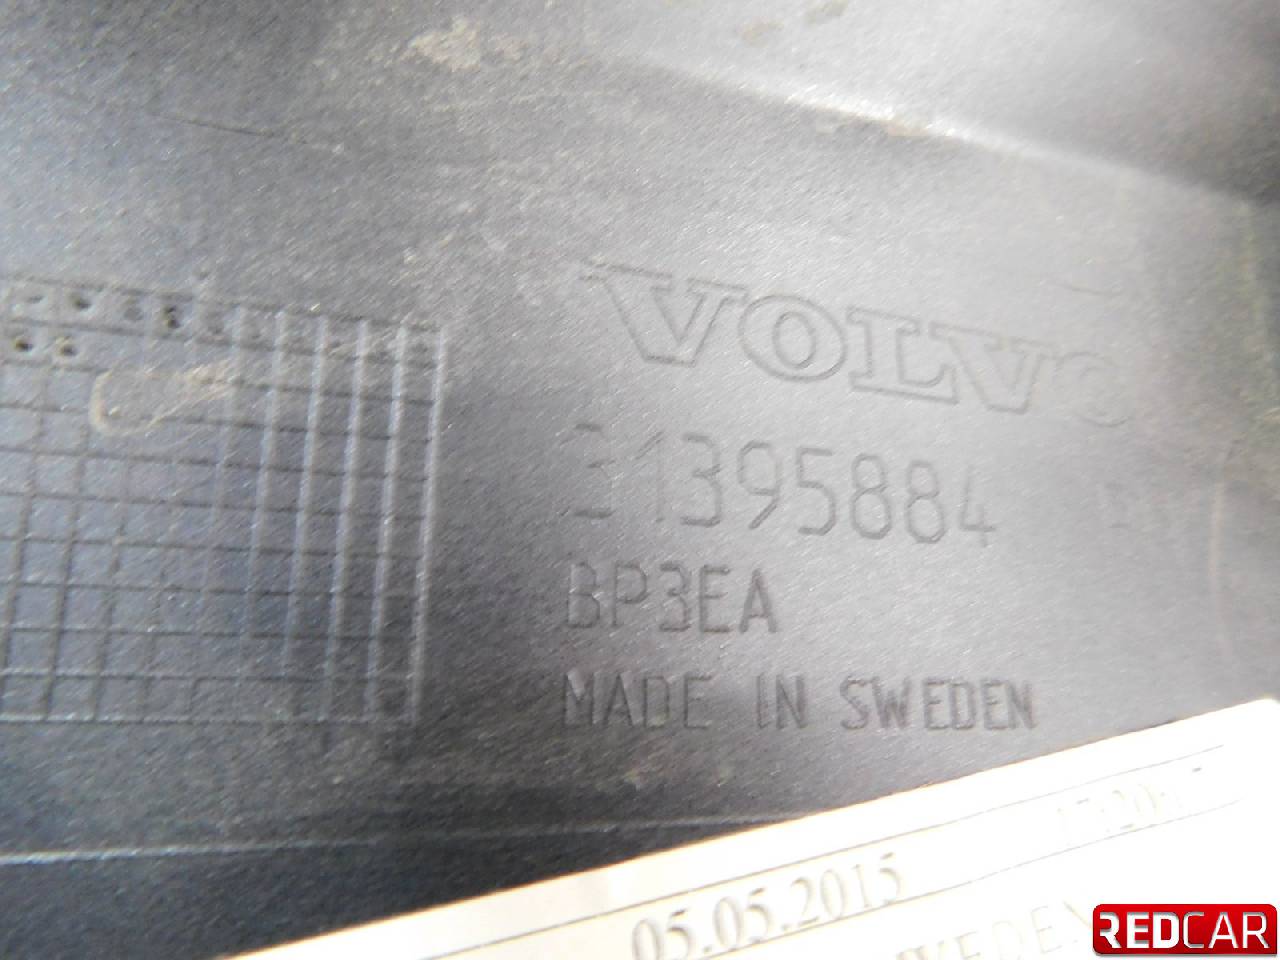 VOLVO
31395884
BP3EA
MADE IN SWEDEN
05.05.2015
REDCAR